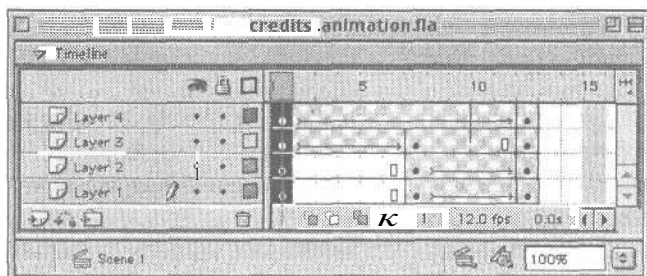 credits .animation.fla
Timeline
5 10 15
Layer 4
Layer 3
Layer 2
Layer 1
1 12.0 fps 0.0s
Scene 1 100%